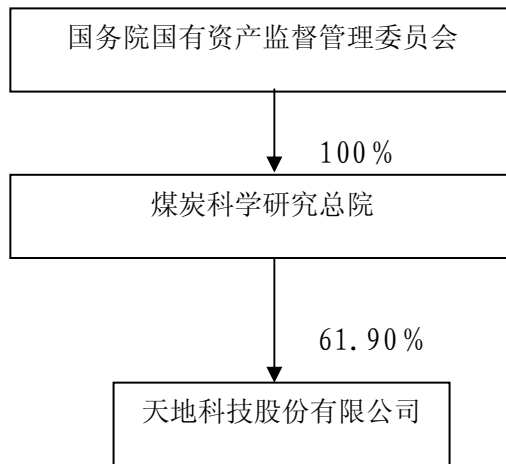 国务院国有资产监督管理委员会
100%
煤炭科学研究总院
61.90%
天地科技股份有限公司